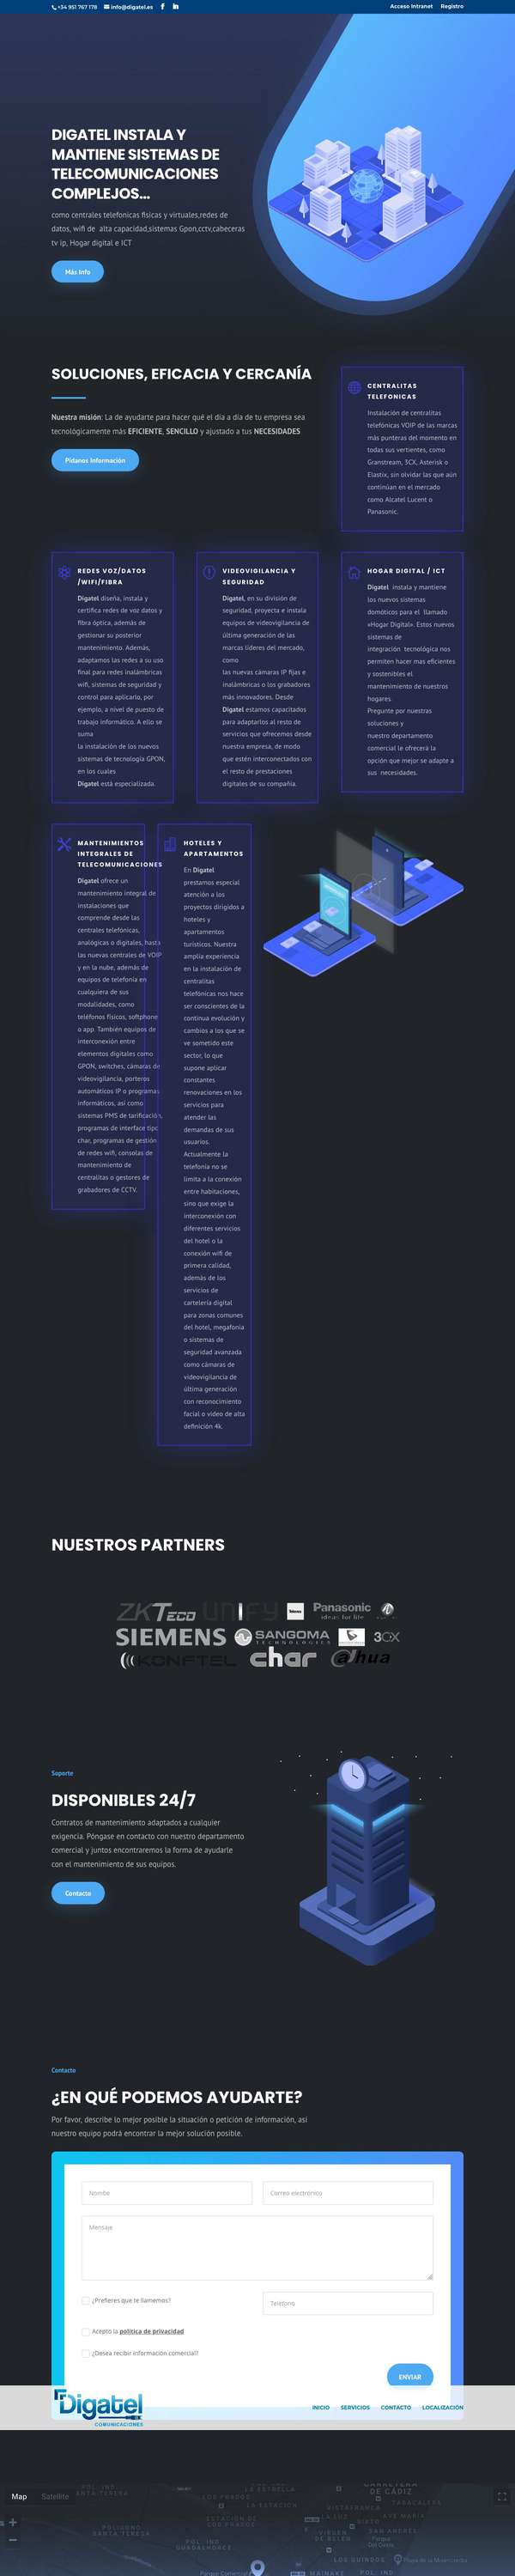 +34 951 767 178 info@digatel.es
Acceso Intranet Registro
DIGATEL INSTALA Y
MANTIENE SISTEMAS DE
TELECOMUNICACIONES
COMPLEJOS...
como centrales telefonicas fisicas y virtuales,redes de
datos, wifi de alta capacidad,sistemas Gpon,cctv,cabeceras
tv ip, Hogar digital e ICT
Más Info
SOLUCIONES, EFICACIA Y CERCANÍA
Nuestra misión: La de ayudarte para hacer qué el día a día de tu empresa sea
tecnológicamente más EFICIENTE, SENCILLO y ajustado a tus NECESIDADES
Pidanos Información
CENTRALITAS
TELEFONICAS
Instalación de centralitas
telefónicas VOIP de las marcas
más punteras del momento en
todas sus vertientes, como
Granstream, 3CX, Asterisk o
Elastix, sin olvidar las que aún
continúan en el mercado
como Alcatel Lucent o
Panasonic.
REDES VOZ/DATOS
/WIFI/FIBRA
Digatel diseña, instala y
certifica redes de voz datos y
fibra óptica, además de
gestionar su posterior
mantenimiento. Además,
adaptamos las redes a su uso
final para redes inalámbricas
wifi, sistemas de seguridad y
control para aplicarlo, por
ejemplo, a nivel de puesto de
trabajo informático. A ello se
suma
la instalación de los nuevos
sistemas de tecnología GPON,
en los cuales
Digatel está especializada.
VIDEOVIGILANCIA Y
SEGURIDAD
Digatel, en su división de
seguridad, proyecta e instala
equipos de videovigilancia de
última generación de las
marcas líderes del mercado,
como
las nuevas cámaras IP fijas e
inalámbricas o los grabadores
más innovadores. Desde
Digatel estamos capacitados
para adaptarlos al resto de
servicios que ofrecemos desde
nuestra empresa, de modo
que estén interconectados con
el resto de prestaciones
digitales de su compañía.
HOGAR DIGITAL / ICT
Digatel instala y mantiene
los nuevos sistemas
domóticos para el llamado
»Hogar Digital». Estos nuevos
sistemas de
integración tecnológica nos
permiten hacer mas eficientes
y sostenibles el
mantenimiento de nuestros
hogares.
Pregunte por nuestras
soluciones y
nuestro departamento
comercial le ofrecerá la
opción que mejor se adapte a
sus necesidades.
MANTENIMIENTOS
INTEGRALES DE
TELECOMUNICACIONES
Digatel ofrece un
mantenimiento integral de
instalaciones que
comprende desde las
centrales telefónicas,
analógicas o digitales, hasta
las nuevas centrales de VOIP
y en la nube, además de
equipos de telefonía en
cualquiera de sus
modalidades, como
teléfonos físicos, softphone
o app. También equipos de
interconexión entre
elementos digitales como
GPON, switches, cámaras de
videovigilancia, porteros
automáticos IP o programas
informáticos, así como
sistemas PMS de tarificación,
programas de interface tipo
char, programas de gestión
de redes wifi, consolas de
mantenimiento de
centralitas o gestores de
grabadores de CCTV.
HOTELES Y
APARTAMENTOS
En Digatel
prestamos especial
atención a los
proyectos dirigidos a
hoteles y
apartamentos
turísticos. Nuestra
amplia experiencia
en la instalación de
centralitas
telefónicas nos hace
ser conscientes de la
continua evolución y
cambios a los que se
ve sometido este
sector, lo que
supone aplicar
constantes
renovaciones en los
servicios para
atender las
demandas de sus
usuarios.
Actualmente la
telefonía no se
limita a la conexión
entre habitaciones,
sino que exige la
interconexión con
diferentes servicios
del hotel o la
conexión wifi de
primera calidad,
además de los
servicios de
cartelería digital
para zonas comunes
del hotel, megafonía
o sistemas de
seguridad avanzada
como cámaras de
videovigilancia de
última generación
con reconocimiento
facial o video de alta
definición 4k.
NUESTROS PARTNERS
ZKTeco UNIFY Panasonic
ideas for life
SIEMENS SANGOMA 3CX
TECHNOLOGIES
KONFTEL char alhua
Soporte
DISPONIBLES 24/7
Contratos de mantenimiento adaptados a cualquier
exigencia. Póngase en contacto con nuestro departamento
comercial y juntos encontraremos la forma de ayudarle
con el mantenimiento de sus equipos.
Contacto
Contacto
¿EN QUÉ PODEMOS AYUDARTE?
Por favor, describe lo mejor posible la situación o petición de información, así
nuestro equipo podrá encontrar la mejor solución posible.
Nombre
Correo electrónico
Mensaje
¿Prefieres que te llamemos?
Teléfono
Acepto la política de privacidad
¿Desea recibir información comercial?
ENVIAR
Digatel
COMUNICACIONES
INICIO SERVICIOS CONTACTO LOCALIZACIÓN
Map Satellite
CARRETERA
DE CÁDIZ
LA ESTRELLA
POLÍGONO
SANTA TERESA
POL. IND.
GUADALHORCE
LOS GUINDOS
Parque Comercial
MAINAKE
POL. IND.